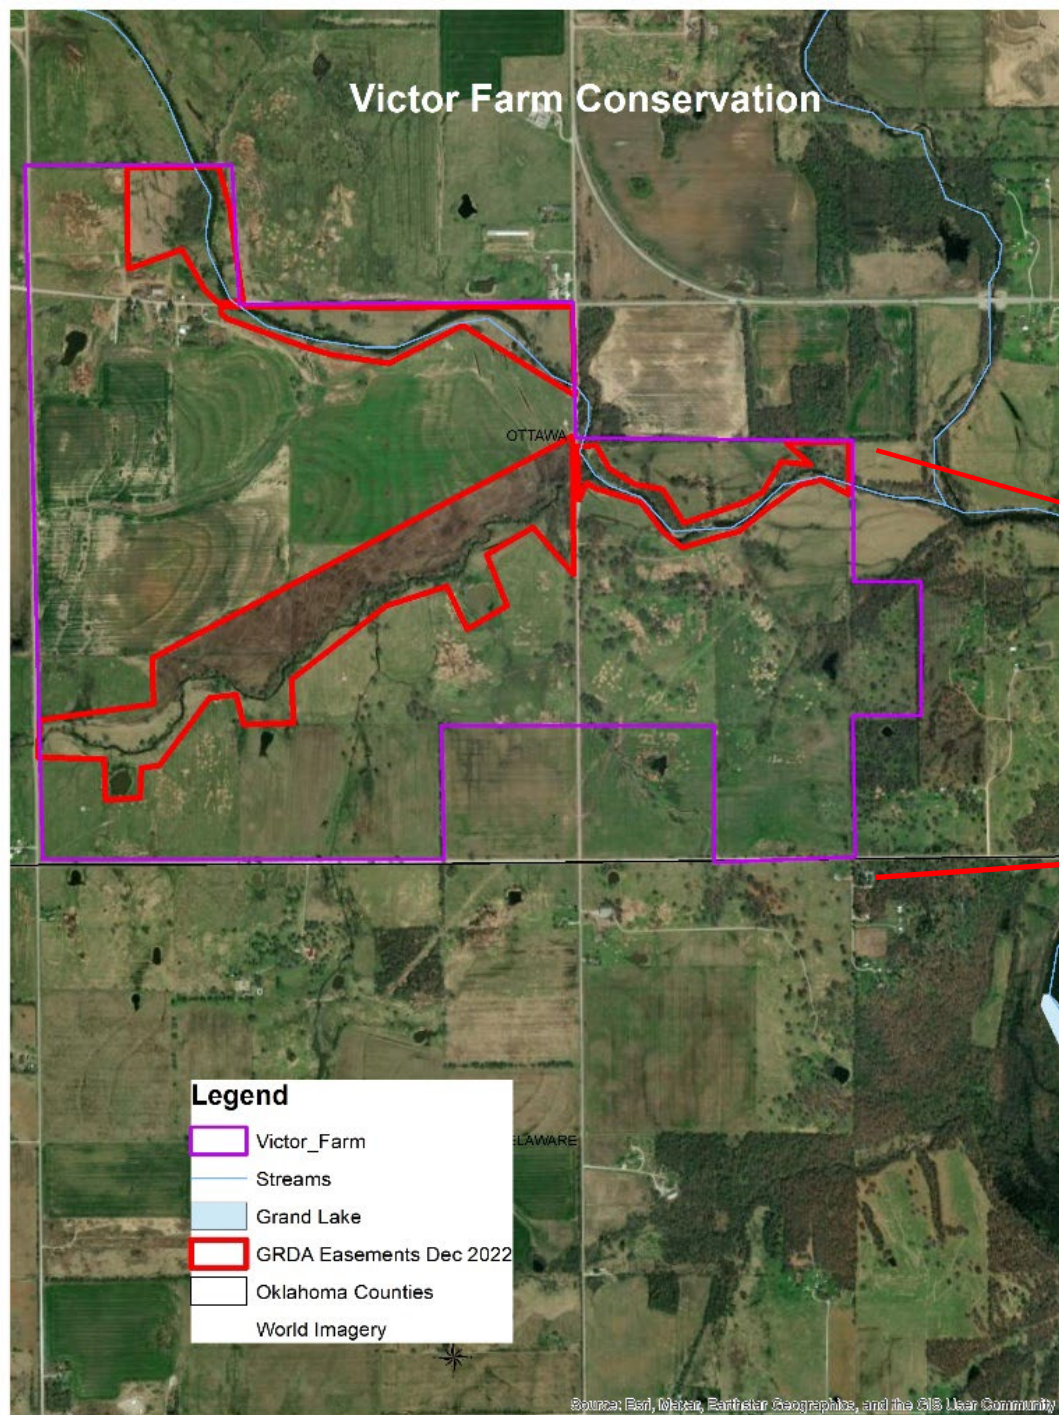 Victor Farm Conservation
OTTAWA
ELAWARE
Legend
Victor_Farm
Streams
Grand Lake
GRDA Easements Dec 2022
Oklahoma Counties
World Imagery
Source: Esri, Maxar, Earthstar Geographics, and the GIS User Community